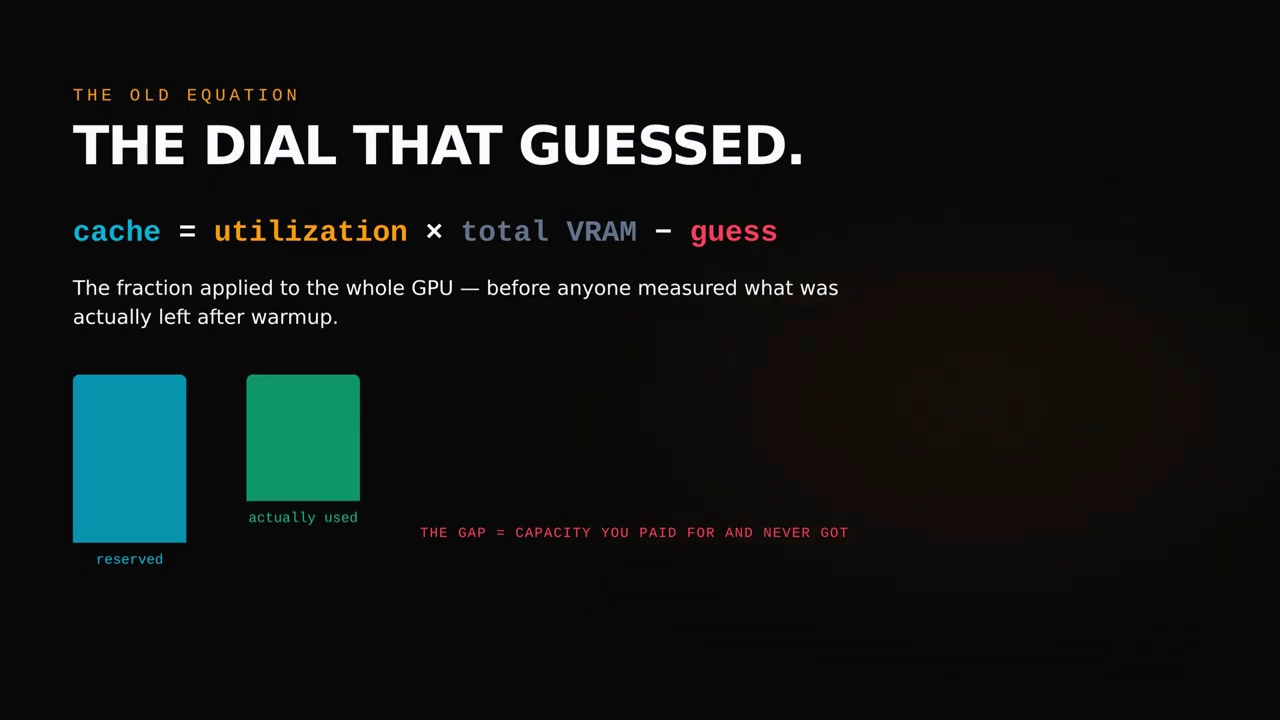 THE OLD EQUATION
THE DIAL THAT GUESSED.
cache = utilization × total VRAM − guess
The fraction applied to the whole GPU — before anyone measured what was
actually left after warmup.
actually used
THE GAP = CAPACITY YOU PAID FOR AND NEVER GOT
reserved